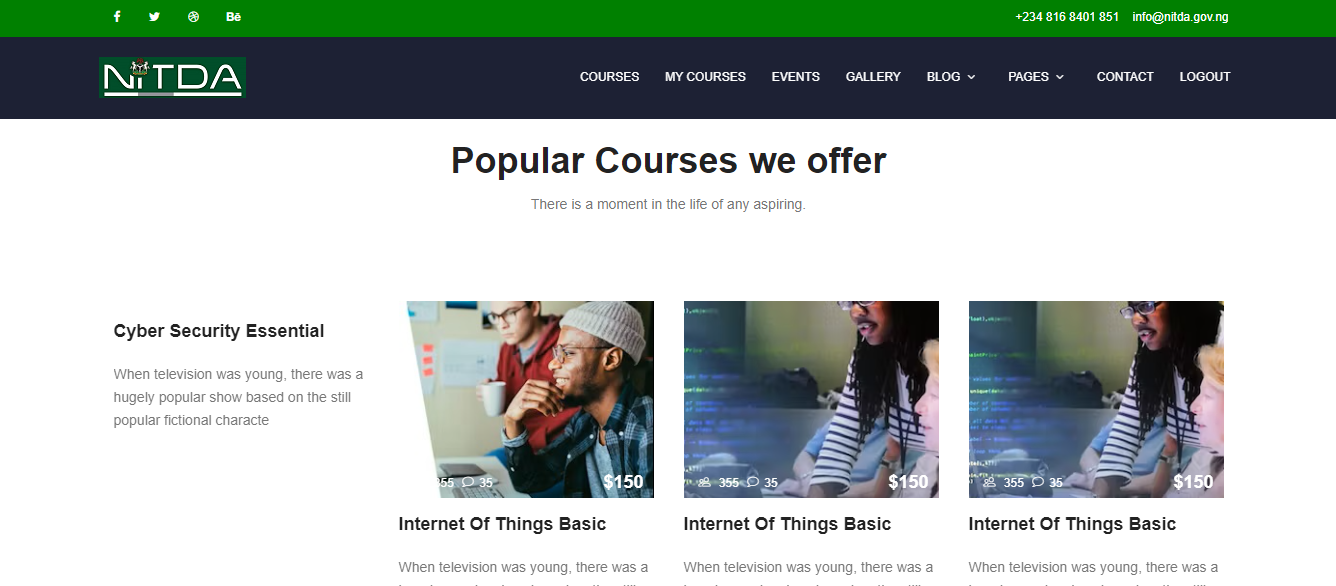 +234 816 8401 851 info@nitda.gov.ng
NiTDA
COURSES MY COURSES EVENTS GALLERY BLOG PAGES CONTACT LOGOUT
Popular Courses we offer
There is a moment in the life of any aspiring.
Cyber Security Essential
When television was young, there was a
hugely popular show based on the still
popular fictional characte
355 35 $150
Internet Of Things Basic
When television was young, there was a
355 35 $150
Internet Of Things Basic
When television was young, there was a
355 35 $150
Internet Of Things Basic
When television was young, there was a